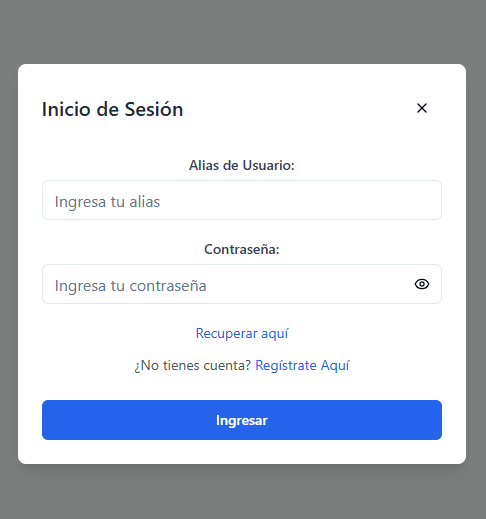 Inicio de Sesión
Alias de Usuario:
Ingresa tu alias
Contraseña:
Ingresa tu contraseña
Recuperar aquí
¿No tienes cuenta? Regístrate Aquí
Ingresar